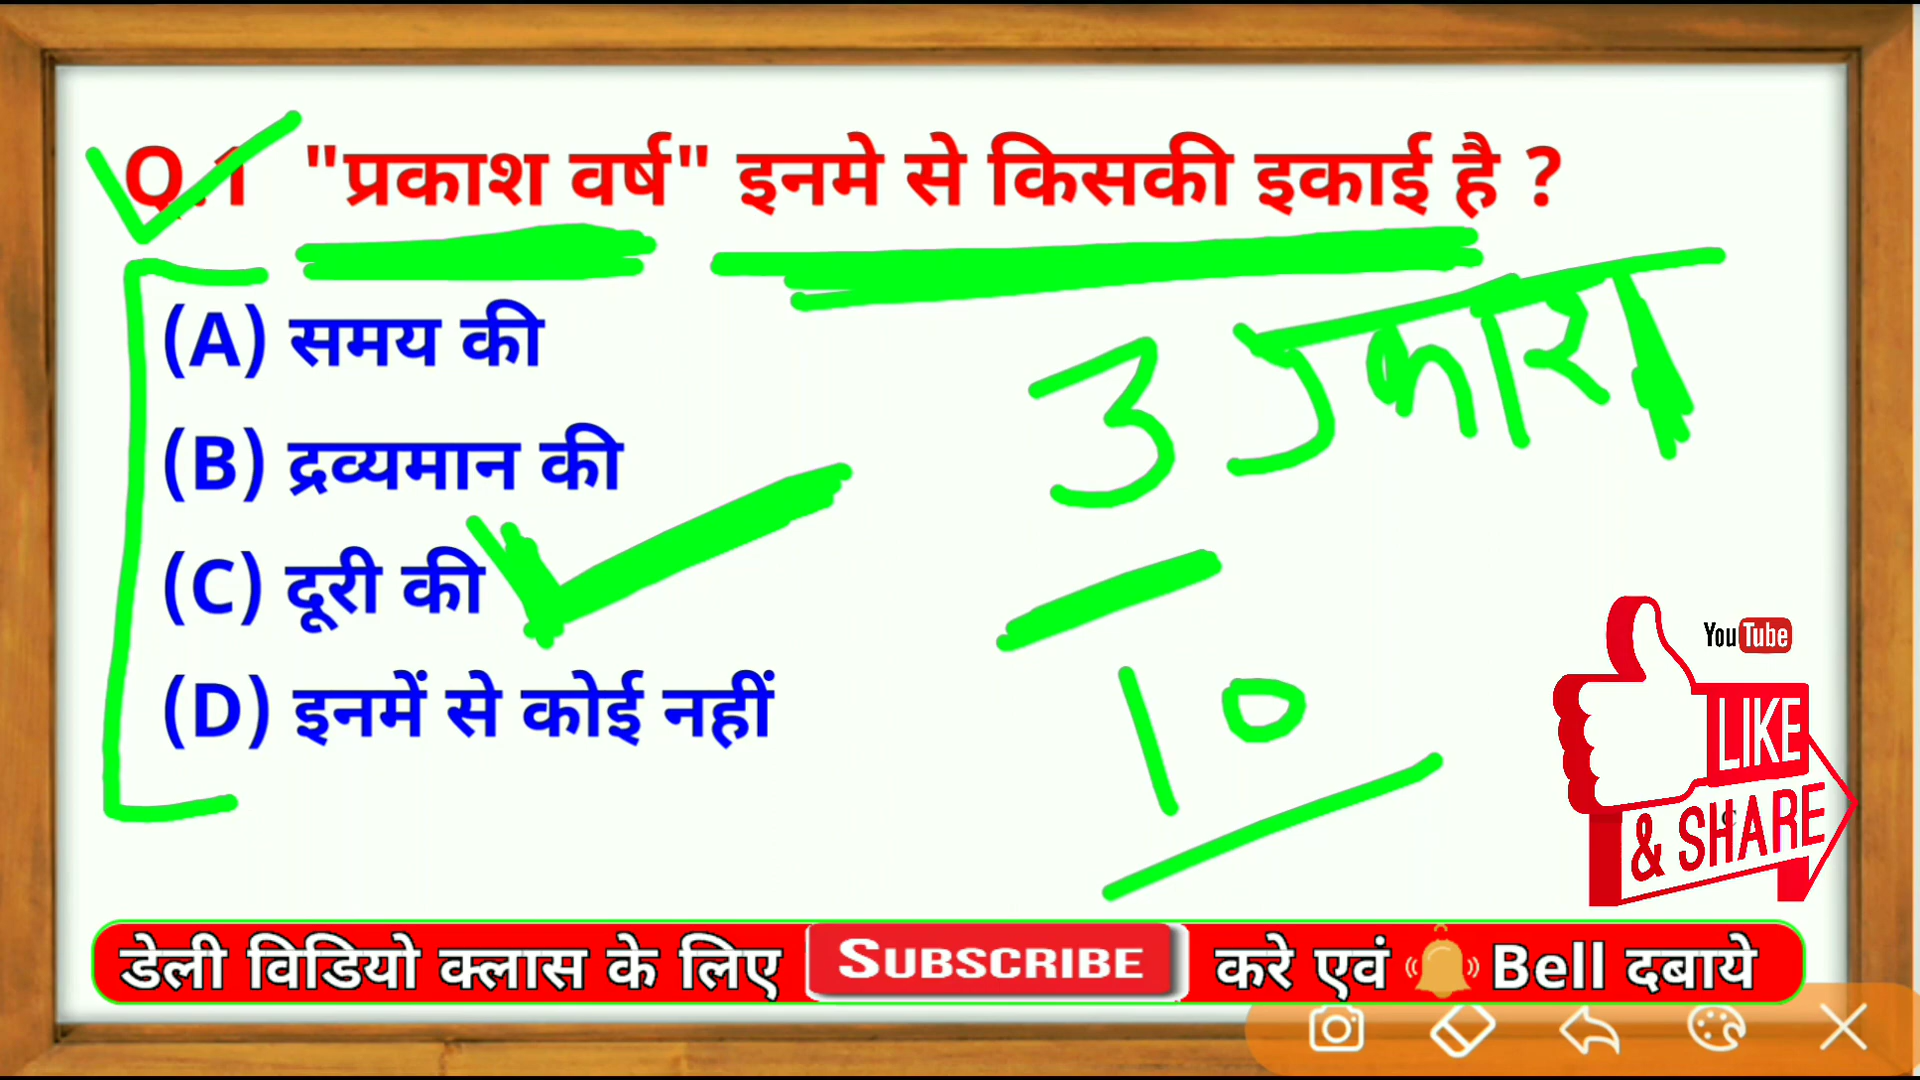 Q.1 "प्रकाश वर्ष" इनमे से किसकी इकाई है ?
(A) समय की
(B) द्रव्यमान की
(C) दूरी की
(D) इनमें से कोई नहीं
3
10
YouTube
LIKE
& SHARE
डेली विडियो क्लास के लिए SUBSCRIBE करे एवं Bell दबाये